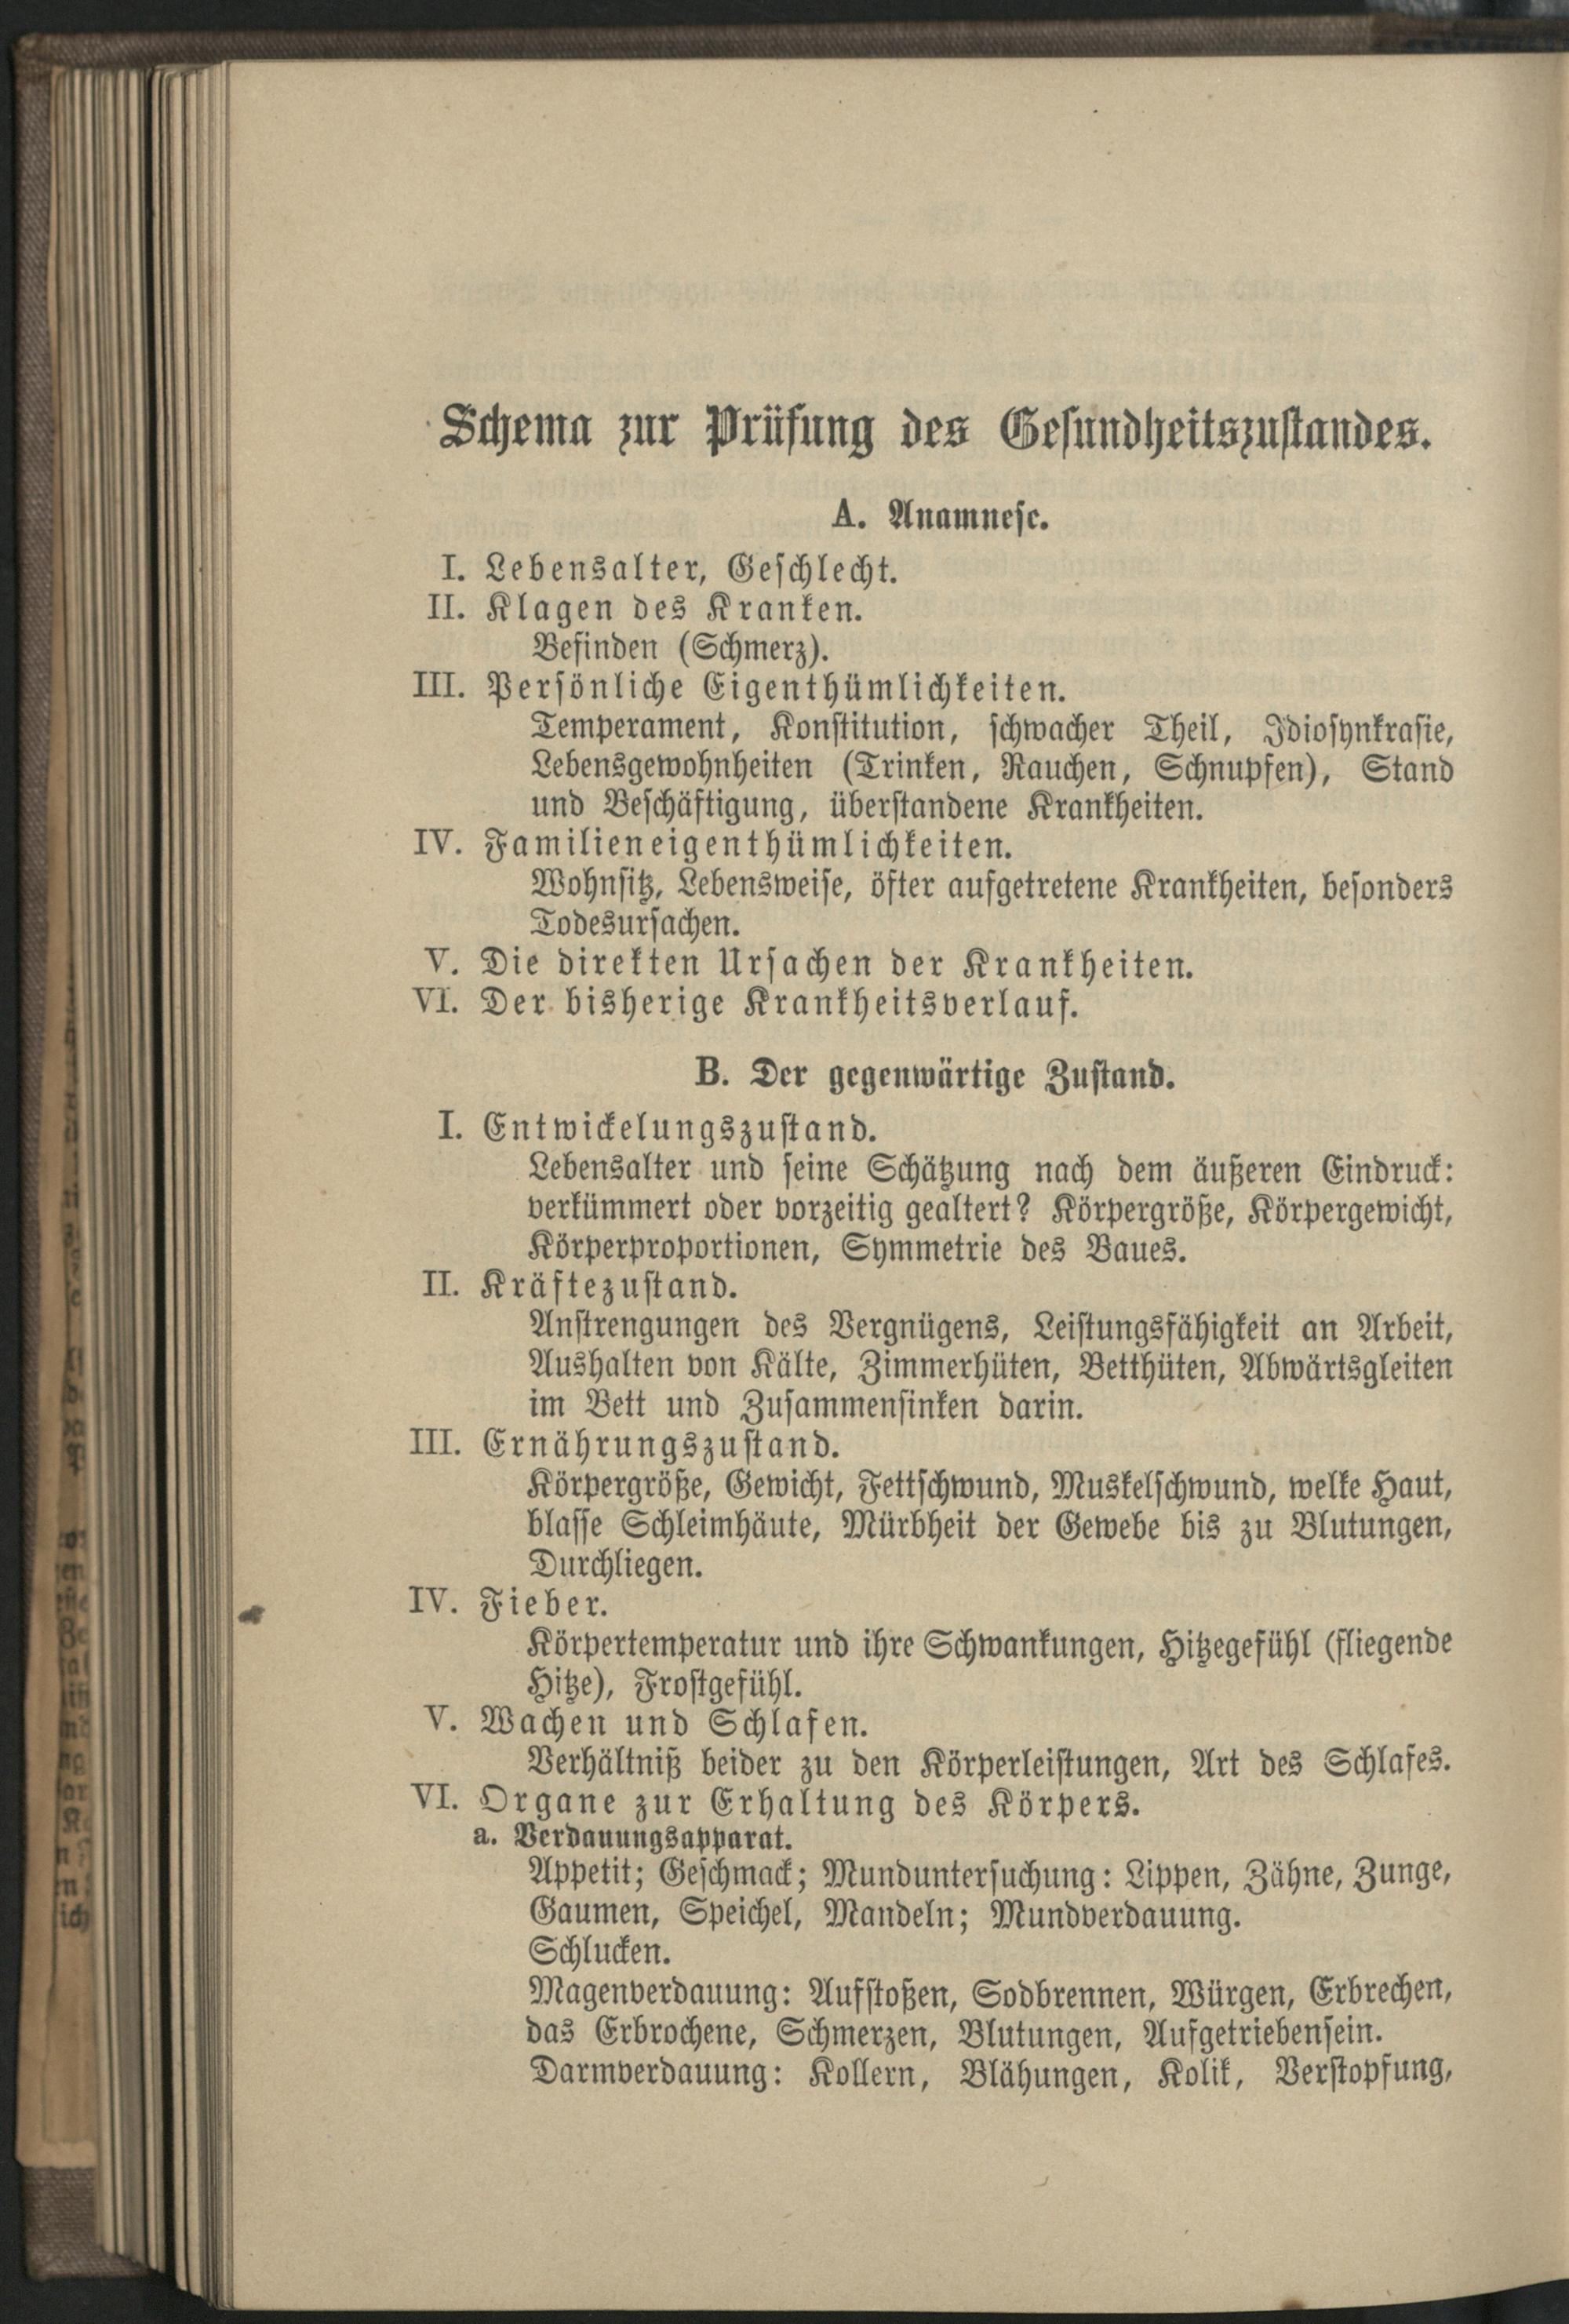 Schema zur Prüfung des Gesundheitszustandes.
A. Anamnese.
I. Lebensalter, Geschlecht.
II. Klagen des Kranken.
Befinden (Schmerz).
III. Persönliche Eigenthümlichkeiten.
Temperament, Konstitution, schwacher Theil, Idiosynkrasie,
Lebensgewohnheiten (Trinken, Rauchen, Schnupfen), Stand
und Beschäftigung, überstandene Krankheiten.
IV. Familieneigenthümlichkeiten.
Wohnsitz, Lebensweise, öfter aufgetretene Krankheiten, besonders
Todesursachen.
V. Die direkten Ursachen der Krankheiten.
VI. Der bisherige Krankheitsverlauf.
B. Der gegenwärtige Zustand.
I. Entwickelungszustand.
Lebensalter und seine Schätzung nach dem äußeren Eindruck:
verkümmert oder vorzeitig gealtert? Körpergröße, Körpergewicht,
Körperproportionen, Symmetrie des Baues.
II. Kräftezustand.
Anstrengungen des Vergnügens, Leistungsfähigkeit an Arbeit,
Aushalten von Kälte, Zimmerhüten, Betthüten, Abwärtsgleiten
im Bett und Zusammensinken darin.
III. Ernährungszustand.
Körpergröße, Gewicht, Fettschwund, Muskelschwund, welke Haut,
blasse Schleimhäute, Mürbheit der Gewebe bis zu Blutungen,
Durchliegen.
IV. Fieber.
Körpertemperatur und ihre Schwankungen, Hitzegefühl (fliegende
Hitze), Frostgefühl.
V. Wachen und Schlafen.
Verhältniß beider zu den Körperleistungen, Art des Schlafes.
VI. Organe zur Erhaltung des Körpers.
a. Verdauungsapparat.
Appetit; Geschmack; Munduntersuchung: Lippen, Zähne, Zunge,
Gaumen, Speichel, Mandeln; Mundverdauung.
Schlucken.
Magenverdauung: Aufstoßen, Sodbrennen, Würgen, Erbrechen,
das Erbrochene, Schmerzen, Blutungen, Aufgetriebensein.
Darmverdauung: Kollern, Blähungen, Kolik, Verstopfung,